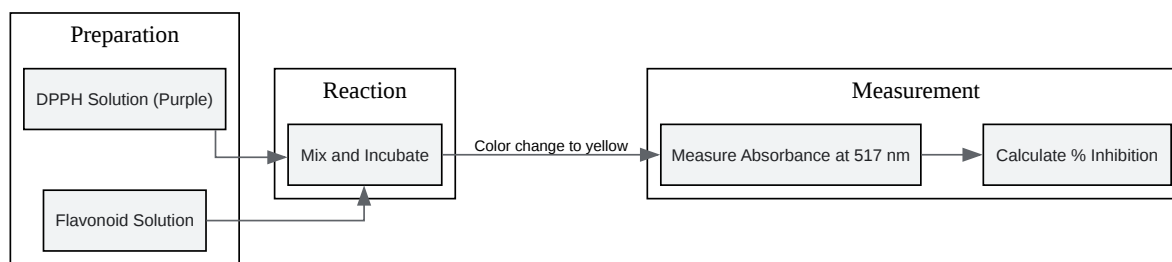 Preparation
DPPH Solution (Purple)
Flavonoid Solution
Reaction
Mix and Incubate
Color change to yellow
Measurement
Measure Absorbance at 517 nm
Calculate % Inhibition